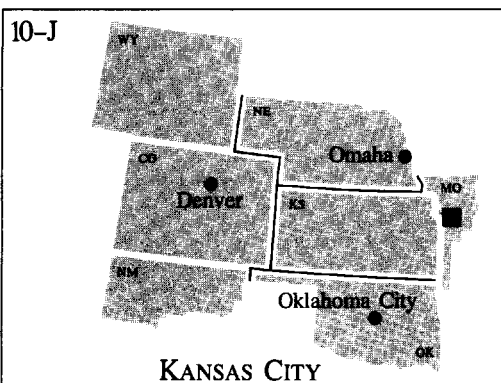 10-J
WY
NE
Omaha
CO
Denver
MO
KS
NM
Oklahoma City
OK
KANSAS CITY